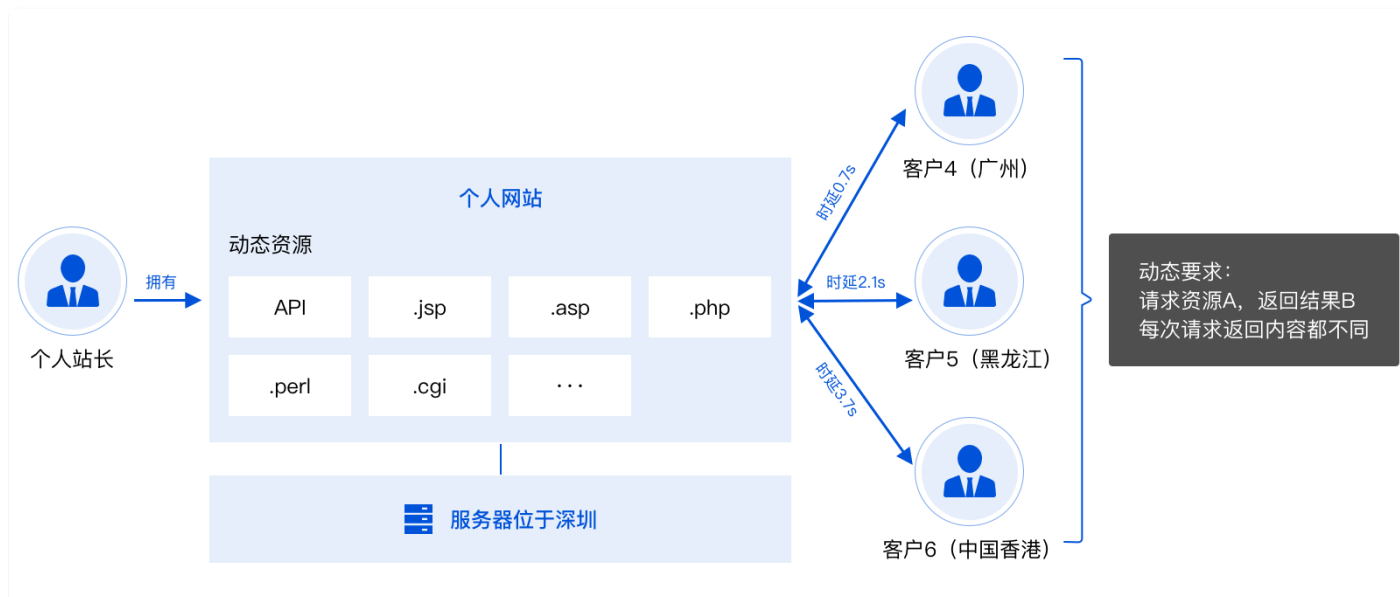 个人站长
拥有
个人网站
动态资源
API
.jsp
.asp
.php
.perl
.cgi
···
服务器位于深圳
时延0.7s
时延2.1s
时延3.7s
客户4（广州）
客户5（黑龙江）
客户6（中国香港）
动态要求：
请求资源A，返回结果B
每次请求返回内容都不同